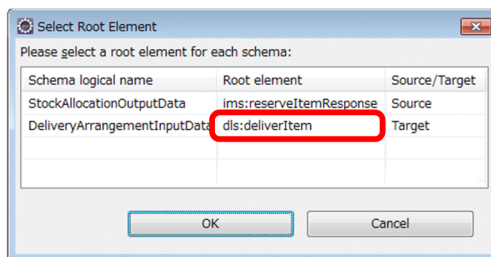 Select Root Element
Please select a root element for each schema:
Schema logical name Root element Source/Target
StockAllocationOutputData ims:reserveItemResponse Source
DeliveryArrangementInputData dls:deliverItem Target
OK Cancel